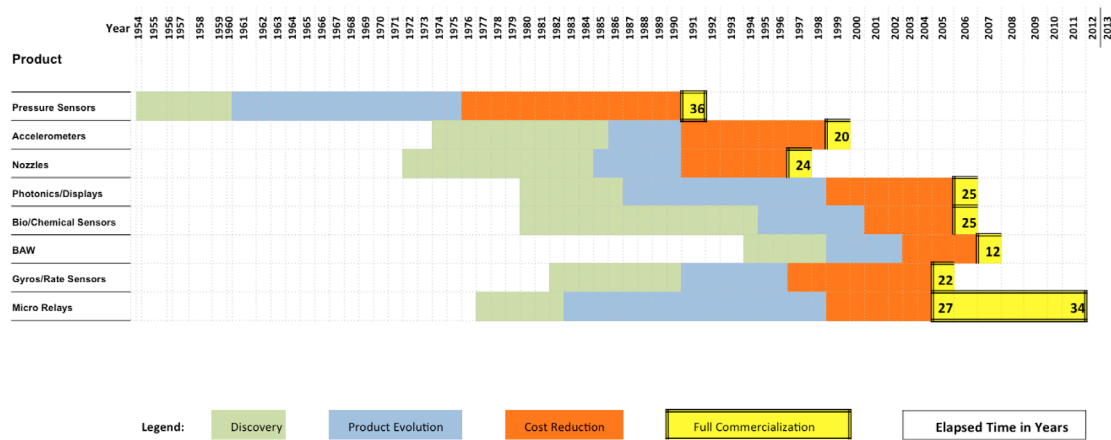 Year 1954 1955 1956 1957 1958 1959 1960 1961 1962 1963 1964 1965 1966 1967 1968 1969 1970 1971 1972 1973 1974 1975 1976 1977 1978 1979 1980 1981 1982 1983 1984 1985 1986 1987 1988 1989 1990 1991 1992 1993 1994 1995 1996 1997 1998 1999 2000 2001 2002 2003 2004 2005 2006 2007 2008 2009 2010 2011 2012 2013
Product
Pressure Sensors 36
Accelerometers 20
Nozzles 24
Photonics/Displays 25
Bio/Chemical Sensors 25
BAW 12
Gyros/Rate Sensors 22
Micro Relays 27 34
Legend: Discovery Product Evolution Cost Reduction Full Commercialization Elapsed Time in Years